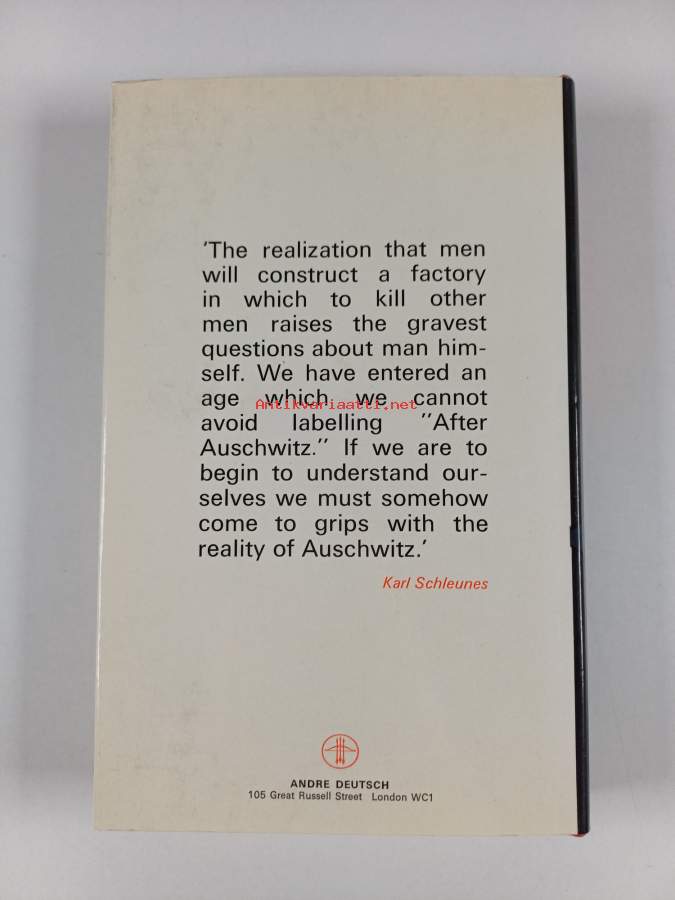 'The realization that men
will construct a factory
in which to kill other
men raises the gravest
questions about man him-
self. We have entered an
age which we cannot
Antikvariaatti.net
avoid labelling "After
Auschwitz." If we are to
begin to understand our-
selves we must somehow
come to grips with the
reality of Auschwitz.'
Karl Schleunes
ANDRE DEUTSCH
105 Great Russell Street London WC1